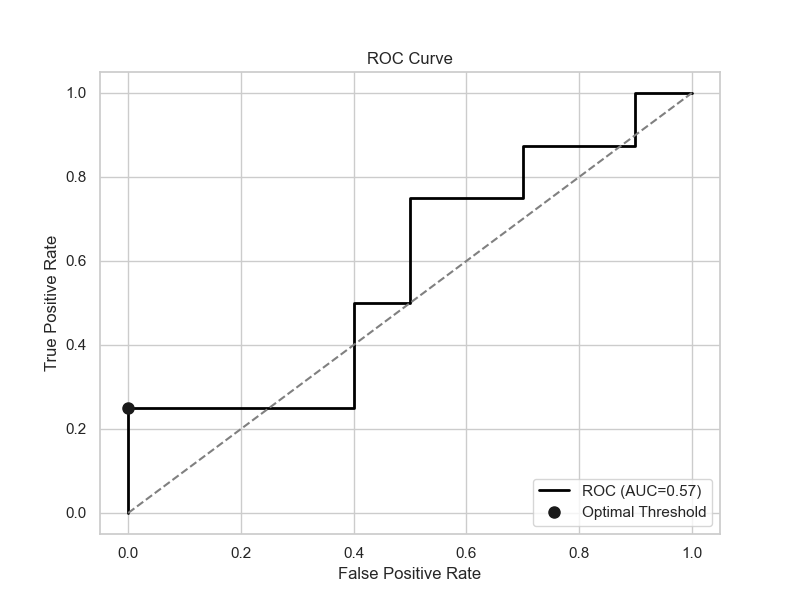 ROC Curve
True Positive Rate
1.0
0.8
0.6
0.4
0.2
0.0
0.0 0.2 0.4 0.6 0.8 1.0
False Positive Rate
ROC (AUC=0.57)
Optimal Threshold